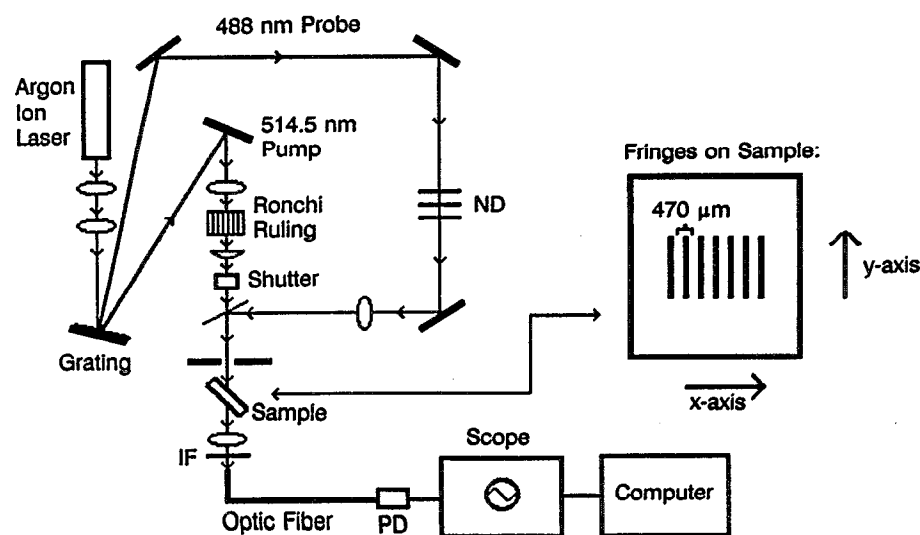 488 nm Probe
Argon
Ion
Laser
514.5 nm
Pump
Ronchi
Ruling
Shutter
ND
Grating
Sample
IF
Optic Fiber
PD
Scope
Computer
Fringes on Sample:
470 μm
y-axis
x-axis